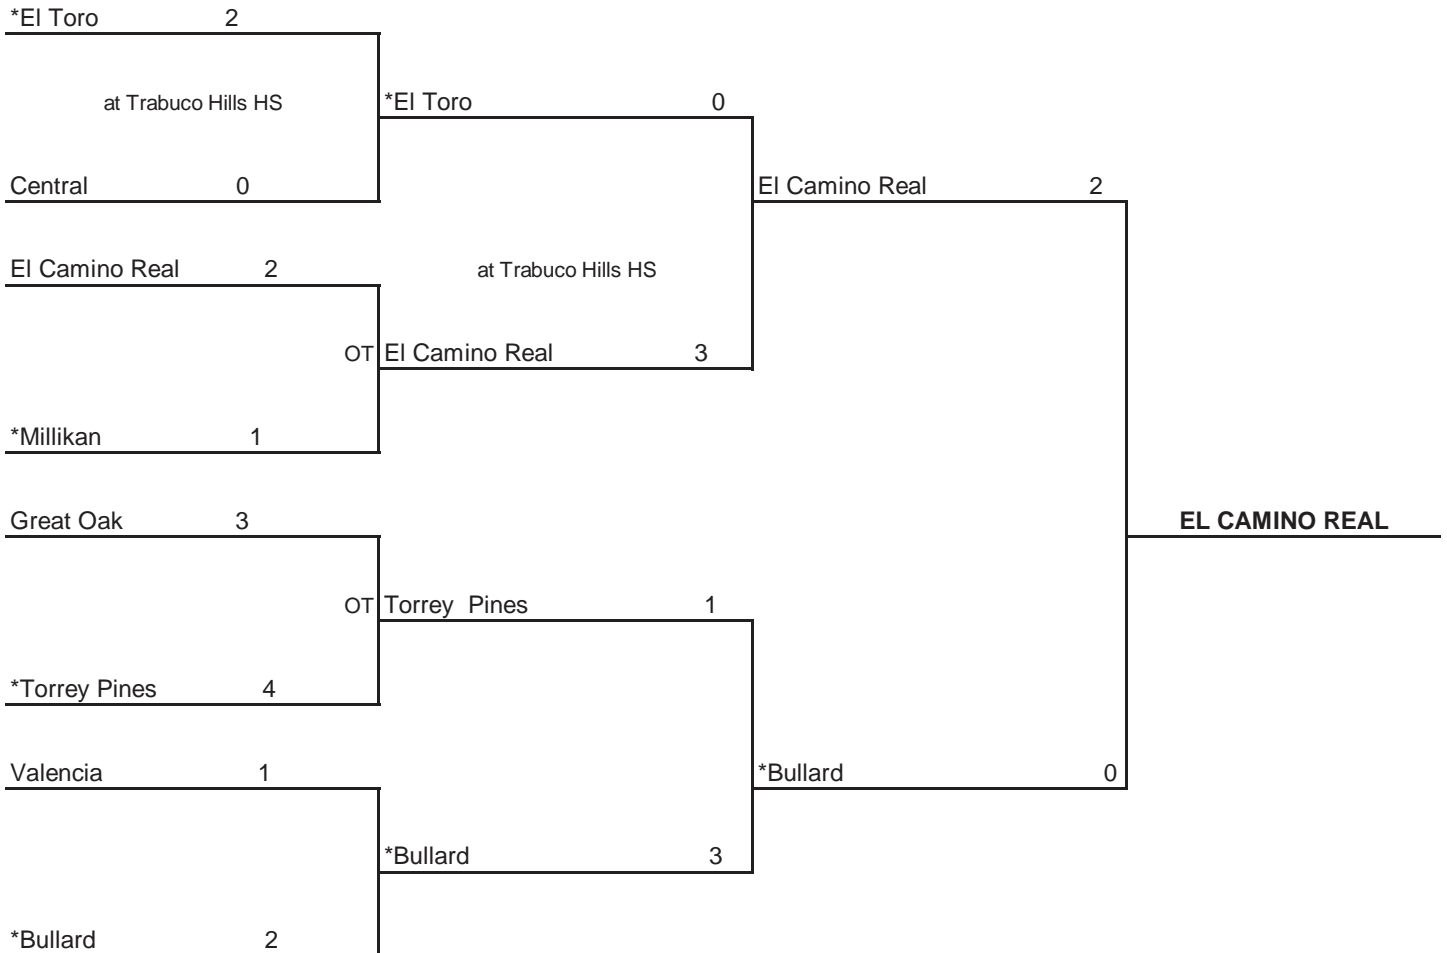 *El Toro 2
at Trabuco Hills HS
*El Toro 0
Central 0
El Camino Real 2
El Camino Real 2
at Trabuco Hills HS
OT El Camino Real 3
*Millikan 1
Great Oak 3
EL CAMINO REAL
OT Torrey Pines 1
*Torrey Pines 4
Valencia 1
*Bullard 0
*Bullard 3
*Bullard 2